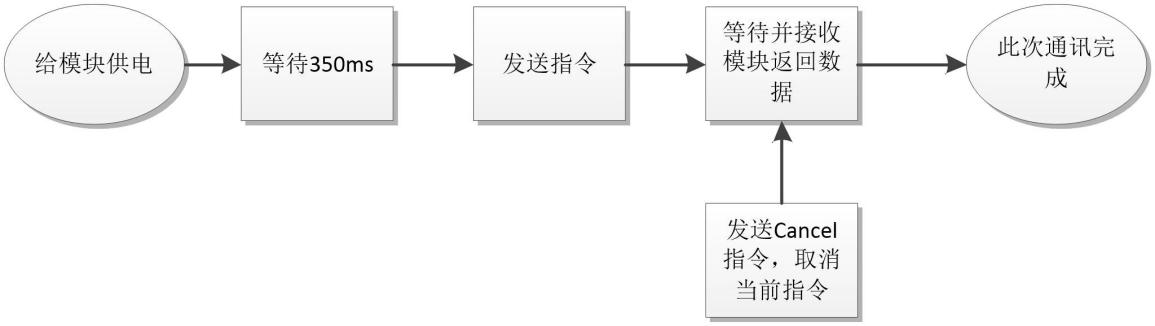 给模块供电
等待350ms
发送指令
等待并接收
模块返回数
据
此次通讯完
成
发送Cancel
指令，取消
当前指令